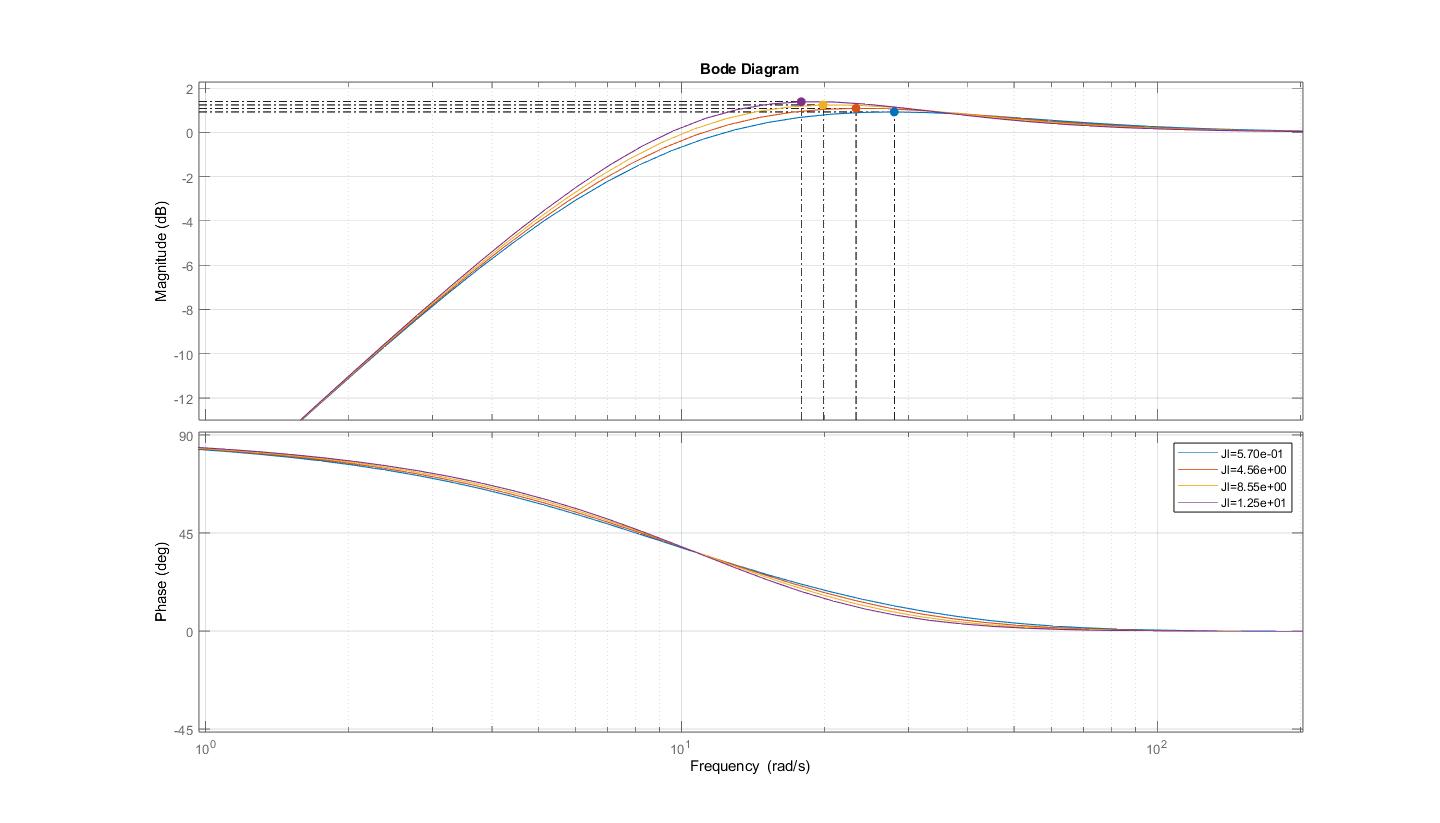 Bode Diagram
Magnitude (dB)
2
0
-2
-4
-6
-8
-10
-12
Phase (deg)
90
45
0
-45
Jl=5.70e-01
Jl=4.56e+00
Jl=8.55e+00
Jl=1.25e+01
10^0 10^1 10^2
Frequency (rad/s)